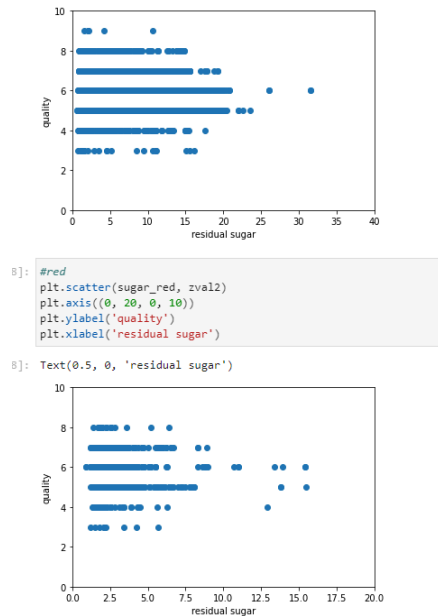 10
8
6
4
2
0
quality
0 5 10 15 20 25 30 35 40
residual sugar
8]: #red
plt.scatter(sugar_red, zval2)
plt.axis((0, 20, 0, 10))
plt.ylabel('quality')
plt.xlabel('residual sugar')
8]: Text(0.5, 0, 'residual sugar')
10
8
6
4
2
0
quality
0.0 2.5 5.0 7.5 10.0 12.5 15.0 17.5 20.0
residual sugar